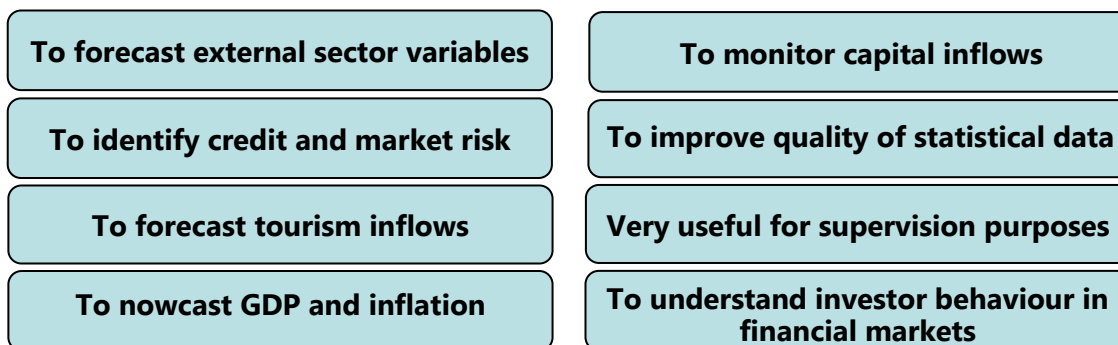 To forecast external sector variables
To identify credit and market risk
To forecast tourism inflows
To nowcast GDP and inflation
To monitor capital inflows
To improve quality of statistical data
Very useful for supervision purposes
To understand investor behaviour in
financial markets